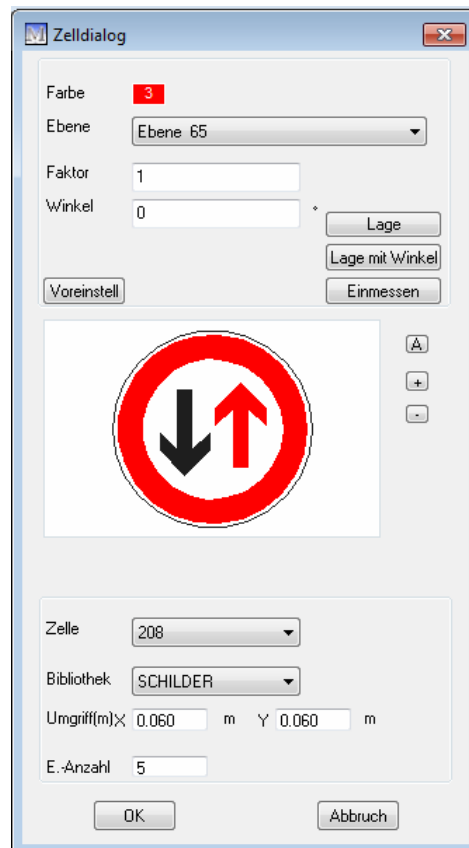 Zelldialog
Farbe 3
Ebene Ebene 65
Faktor 1
Winkel 0 °
Lage
Lage mit Winkel
Voreinstell Einmessen
A
+
-
Zelle 208
Bibliothek SCHILDER
Umgriff(m) X 0.060 m Y 0.060 m
E.-Anzahl 5
OK Abbruch